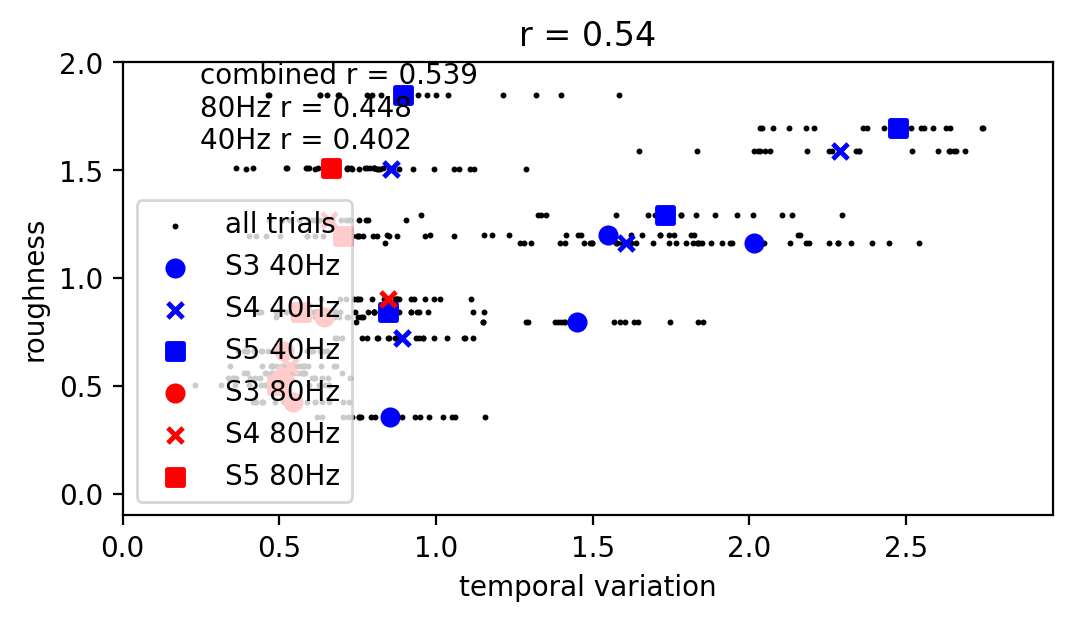 r = 0.54
combined r = 0.539
80Hz r = 0.448
40Hz r = 0.402
all trials
S3 40Hz
S4 40Hz
S5 40Hz
S3 80Hz
S4 80Hz
S5 80Hz
roughness
2.0
1.5
1.0
0.5
0.0
0.0 0.5 1.0 1.5 2.0 2.5
temporal variation